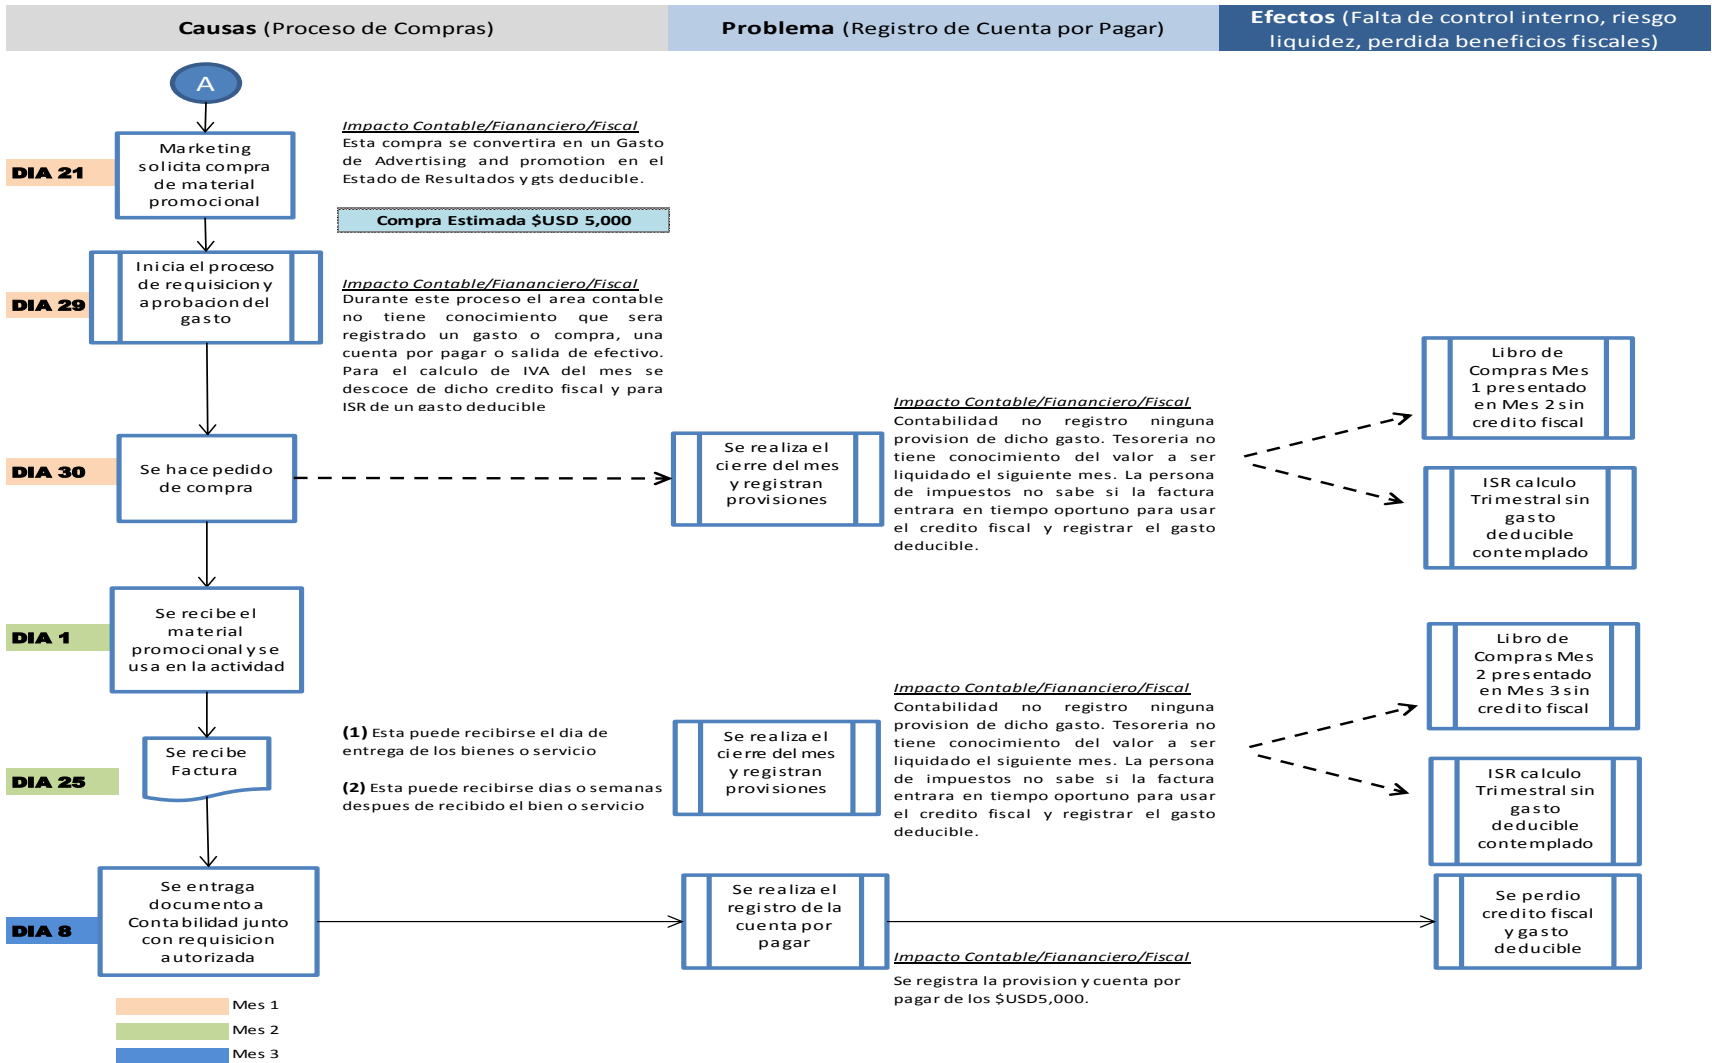 Causas (Proceso de Compras)
Problema (Registro de Cuenta por Pagar)
Efectos (Falta de control interno, riesgo
liquidez, perdida beneficios fiscales)
A
DIA 21
Marketing
solicita compra
de material
promocional
Impacto Contable/Fiananciero/Fiscal
Esta compra se convertira en un Gasto
de Advertising and promotion en el
Estado de Resultados y gts deducible.
Compra Estimada $USD 5,000
DIA 29
Inicia el proceso
de requisicion y
aprobacion del
gasto
Impacto Contable/Fiananciero/Fiscal
Durante este proceso el area contable
no tiene conocimiento que sera
registrado un gasto o compra, una
cuenta por pagar o salida de efectivo.
Para el calculo de IVA del mes se
descoce de dicho credito fiscal y para
ISR de un gasto deducible
DIA 30
Se hace pedido
de compra
Se realiza el
cierre del mes
y registran
provisiones
Impacto Contable/Fiananciero/Fiscal
Contabilidad no registro ninguna
provision de dicho gasto. Tesoreria no
tiene conocimiento del valor a ser
liquidado el siguiente mes. La persona
de impuestos no sabe si la factura
entrara en tiempo oportuno para usar
el credito fiscal y registrar el gasto
deducible.
Libro de
Compras Mes
1 presentado
en Mes 2 sin
credito fiscal
ISR calculo
Trimestral sin
gasto
deducible
contemplado
DIA 1
Se recibe el
material
promocional y se
usa en la actividad
DIA 25
Se recibe
Factura
(1) Esta puede recibirse el dia de
entrega de los bienes o servicio
(2) Esta puede recibirse dias o semanas
despues de recibido el bien o servicio
Se realiza el
cierre del mes
y registran
provisiones
Impacto Contable/Fiananciero/Fiscal
Contabilidad no registro ninguna
provision de dicho gasto. Tesoreria no
tiene conocimiento del valor a ser
liquidado el siguiente mes. La persona
de impuestos no sabe si la factura
entrara en tiempo oportuno para usar
el credito fiscal y registrar el gasto
deducible.
Libro de
Compras Mes
2 presentado
en Mes 3 sin
credito fiscal
ISR calculo
Trimestral sin
gasto
deducible
contemplado
DIA 8
Se entraga
documento a
Contabilidad junto
con requisicion
autorizada
Se realiza el
registro de la
cuenta por
pagar
Impacto Contable/Fiananciero/Fiscal
Se registra la provision y cuenta por
pagar de los $USD5,000.
Se perdio
credito fiscal
y gasto
deducible
Mes 1
Mes 2
Mes 3